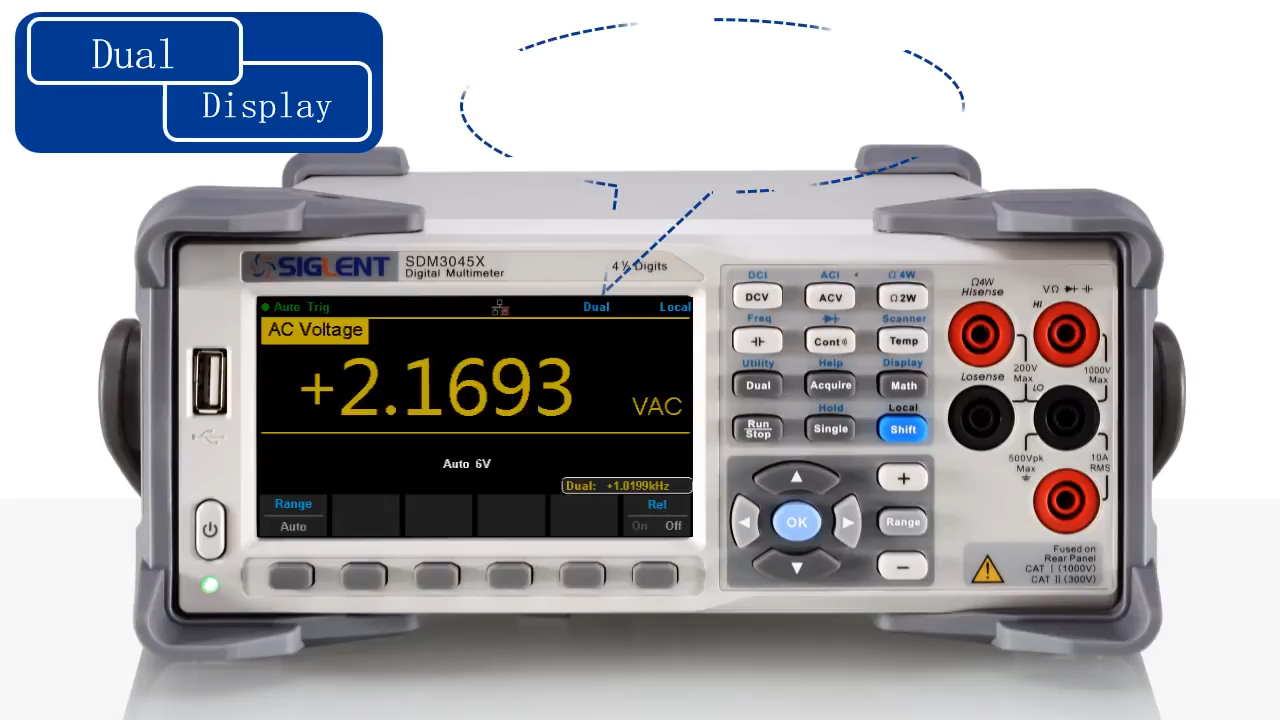 Dual
Display
SIGLENT
SDM3045X
Digital Multimeter
4 ½ Digits
Auto Trig
Dual
Local
AC Voltage
+2.1693
VAC
Auto 6V
Dual: +1.0199kHz
Range
Auto
Rel
On Off
DCI
ACI
Ω 4W
DCV
ACV
Ω 2W
Freq
Scanner
Cont
Temp
Utility
Help
Display
Dual
Acquire
Math
Hold
Local
Run
Stop
Single
Shift
+
OK
Range
−
Ω4W
Hisense
VΩ
HI
200V
Max
1000V
Max
Losense
LO
500Vpk
Max
10A
RMS
Fused on
Rear Panel
CAT I (1000V)
CAT II (300V)